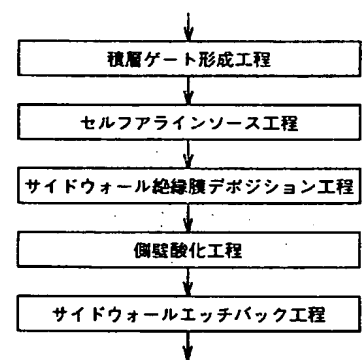 積層ゲート形成工程
セルフアラインソース工程
サイドウォール絶縁膜デポジション工程
側壁酸化工程
サイドウォールエッチバック工程